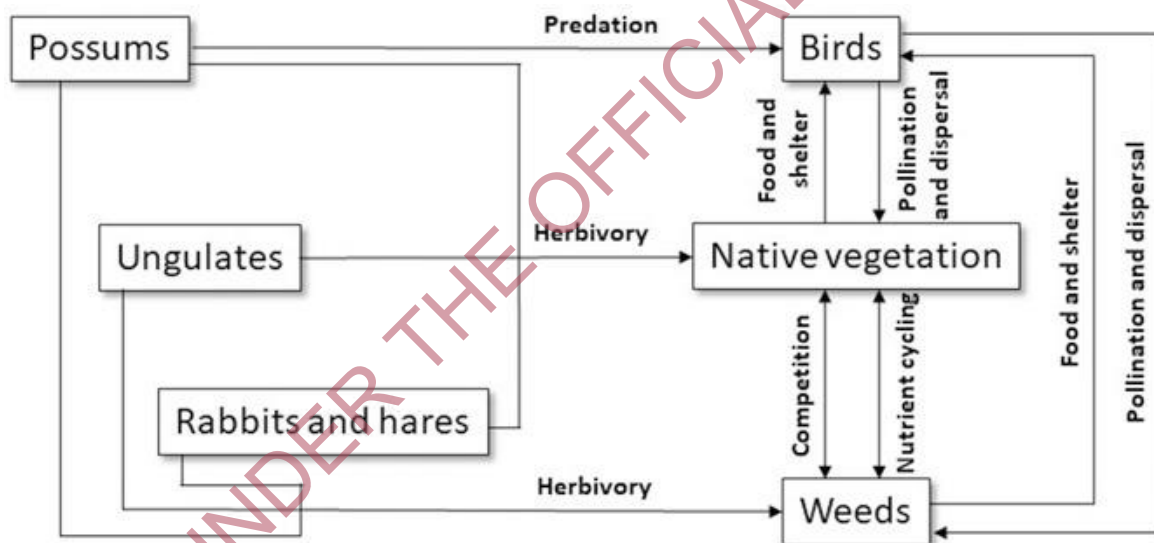 Possums
Predation
Birds
Food and
shelter
Pollination
and dispersal
Ungulates
Herbivory
Native vegetation
Food and shelter
Pollination and dispersal
Rabbits and hares
Competition
Nutrient cycling
Herbivory
Weeds
UNDER THE OFFICIAL